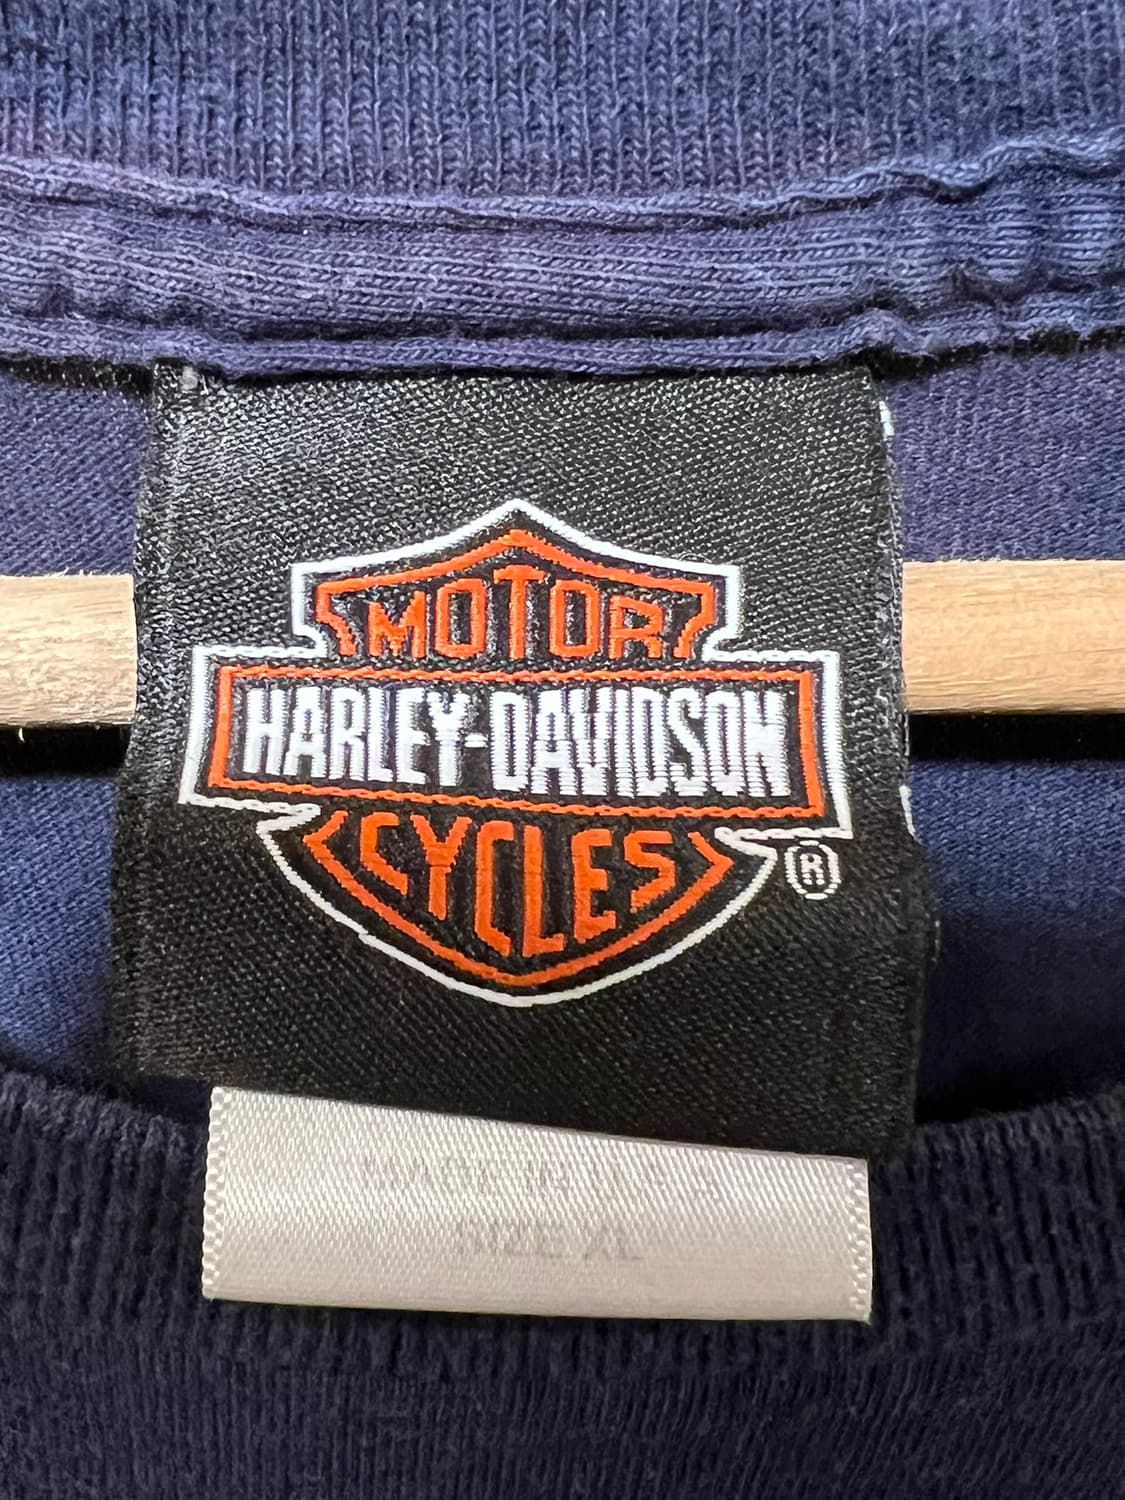 MOTOR
HARLEY-DAVIDSON
CYCLES
®
MADE IN U.S.A.
SIZE XL